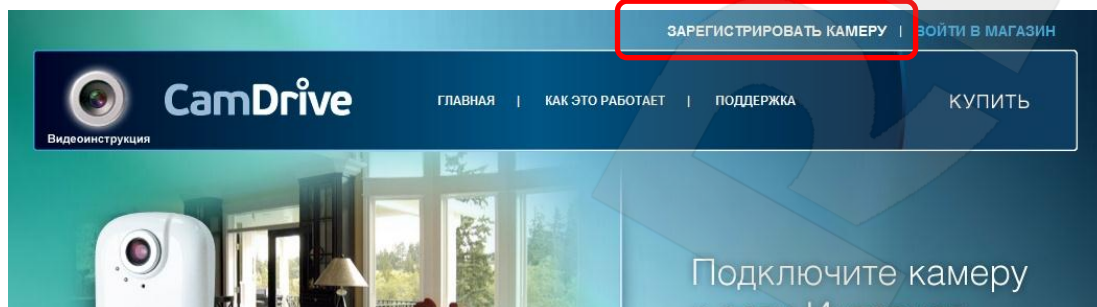 ЗАРЕГИСТРИРОВАТЬ КАМЕРУ | ВОЙТИ В МАГАЗИН
CamDrive ГЛАВНАЯ | КАК ЭТО РАБОТАЕТ | ПОДДЕРЖКА КУПИТЬ
Видеоинструкция
Подключите камеру